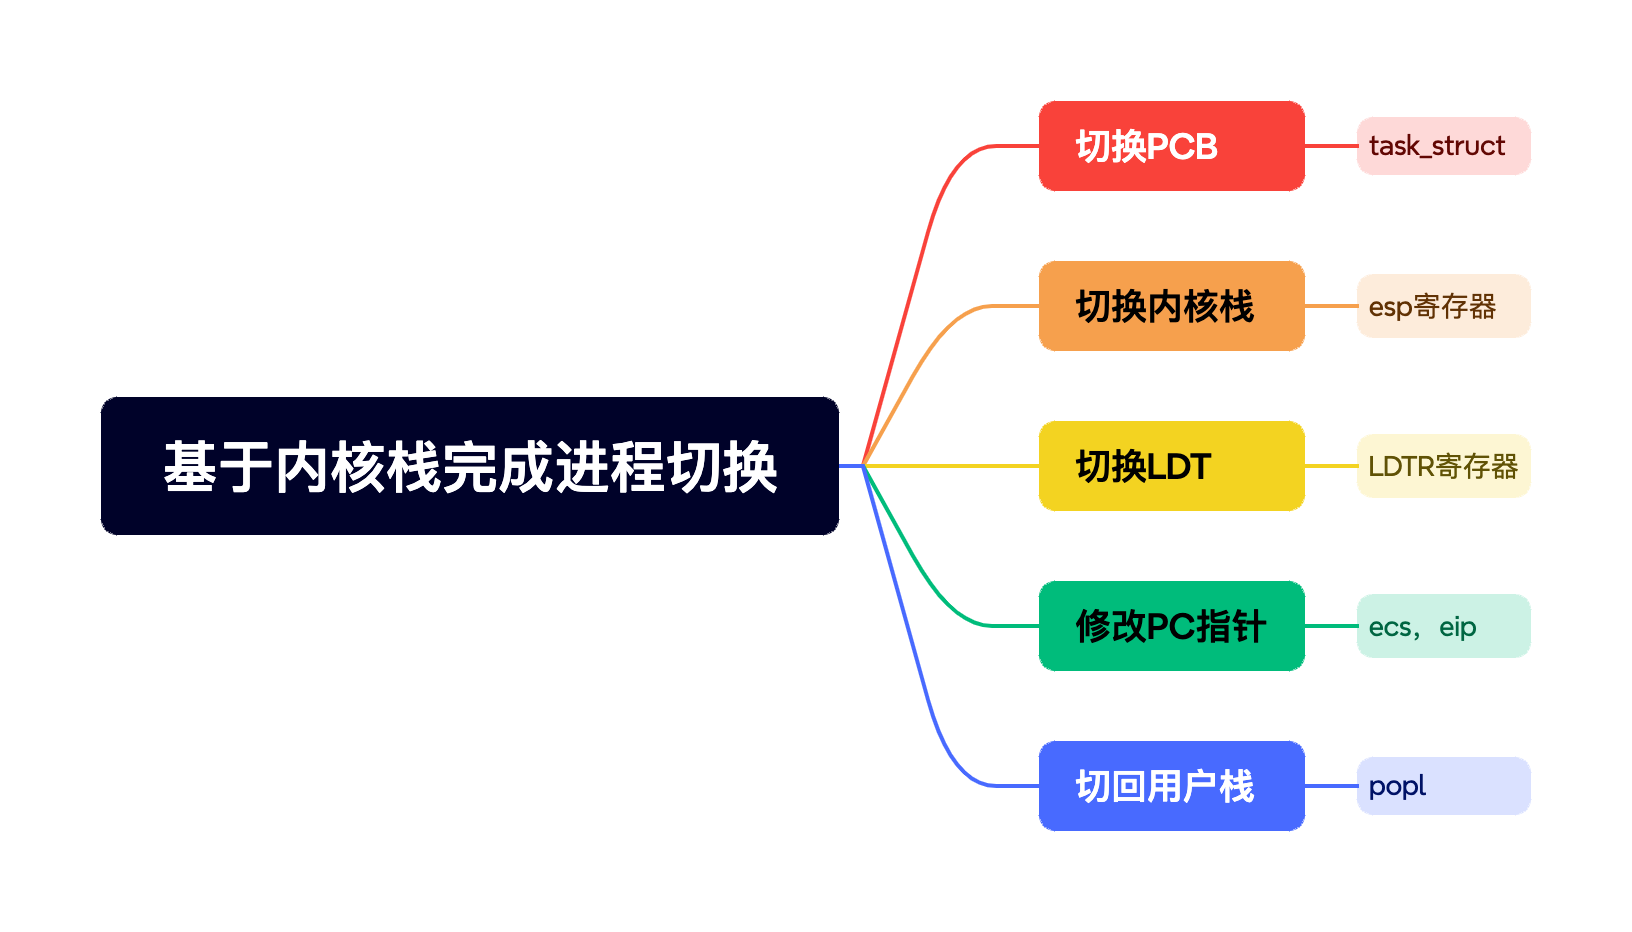 基于内核栈完成进程切换
切换PCB
task_struct
切换内核栈
esp寄存器
切换LDT
LDTR寄存器
修改PC指针
ecs，eip
切回用户栈
popl